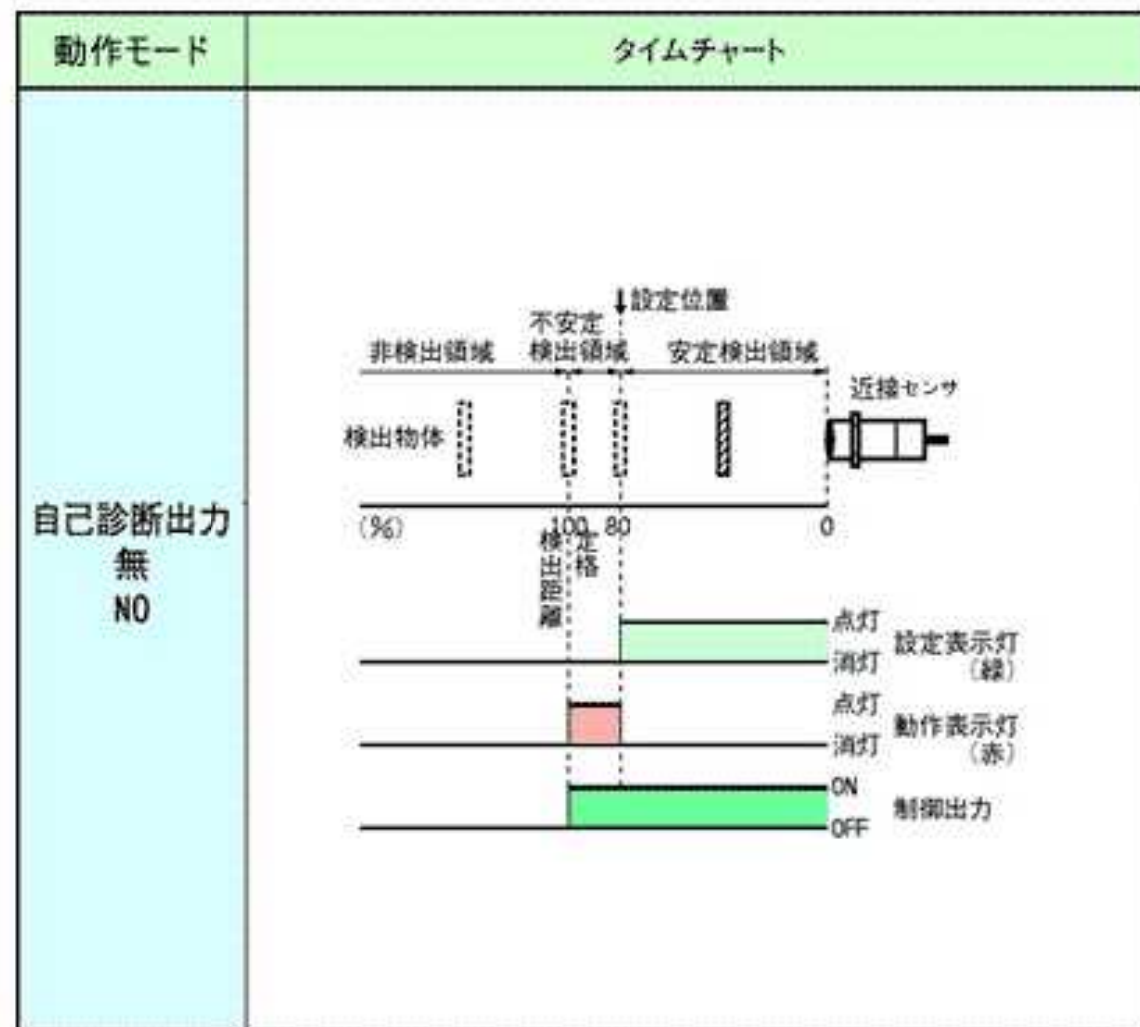 動作モード
タイムチャート
自己診断出力
無
NO
設定位置
不安定
非検出領域
検出領域
安定検出領域
近接センサ
検出物体
(%)
100
80
0
定格
検出距離
点灯
消灯
設定表示灯
(緑)
点灯
消灯
動作表示灯
(赤)
ON
OFF
制御出力